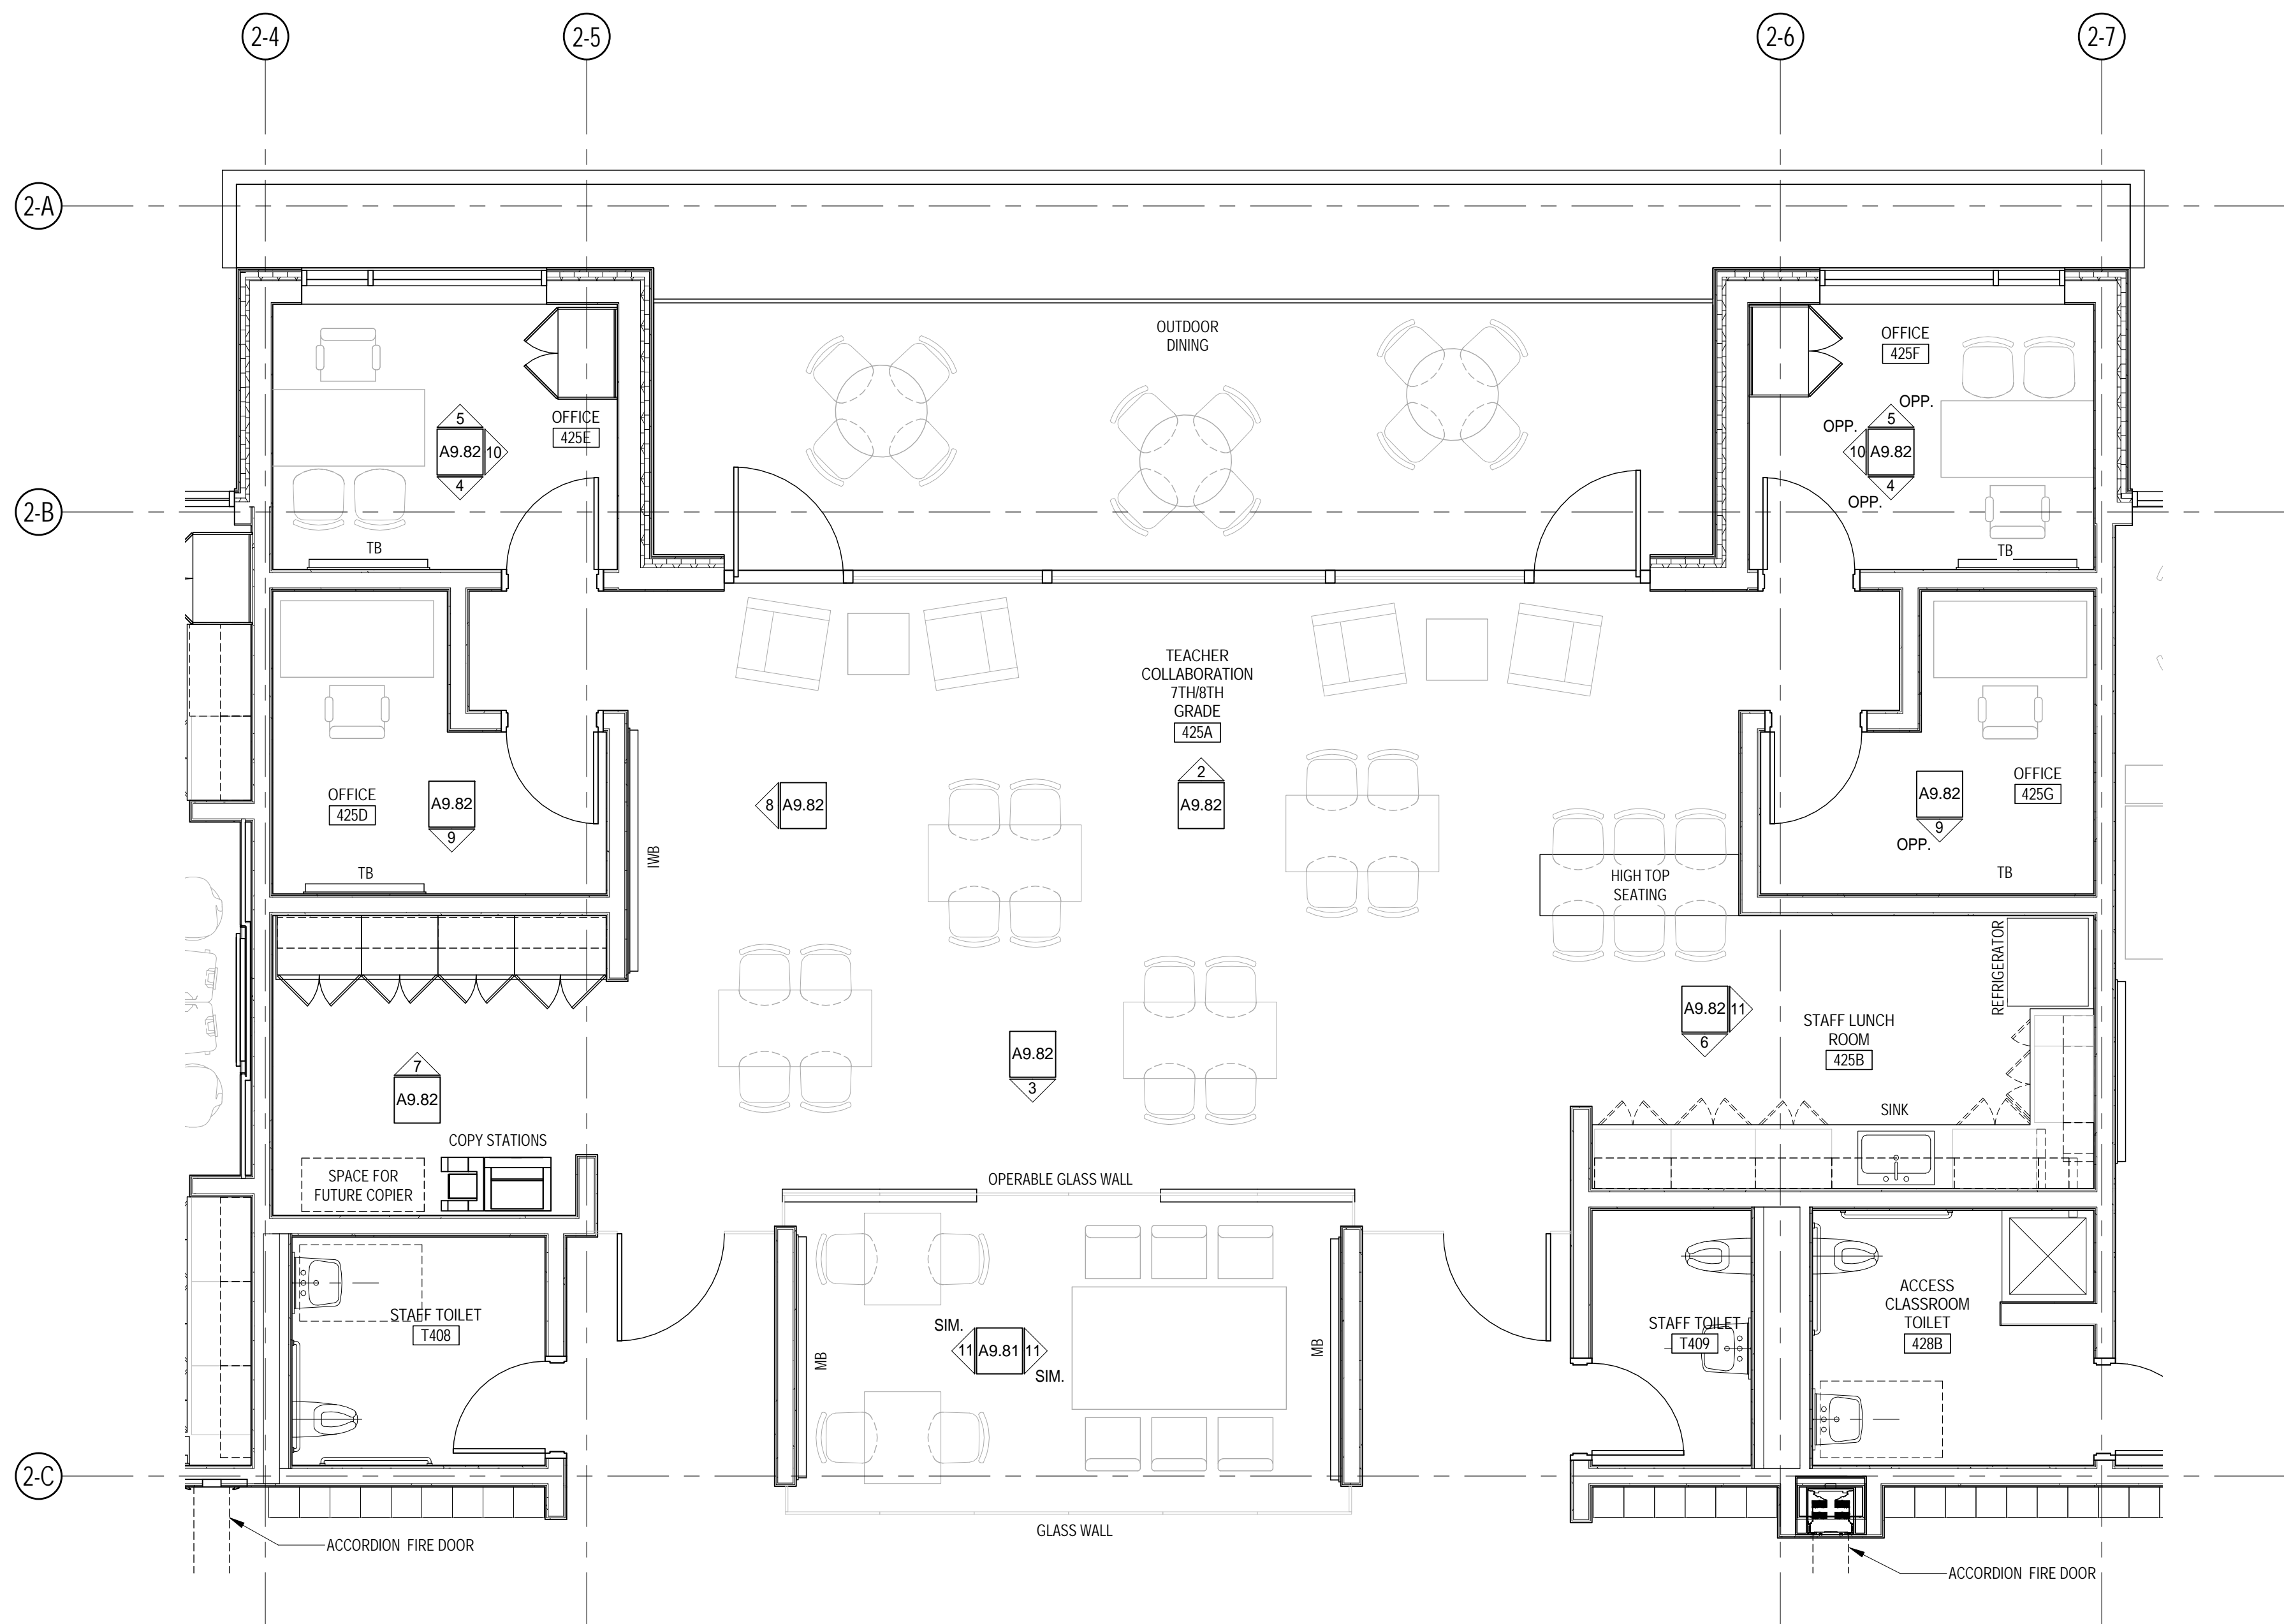 2-4
2-5
2-6
2-7
2-A
OUTDOOR
DINING
OFFICE
425F
OPP.
5
OPP.
10
A9.82
4
OPP.
5
OFFICE
425E
A9.82
10
4
2-B
TB
TB
TEACHER
COLLABORATION
7TH/8TH
GRADE
425A
2
A9.82
8
A9.82
OFFICE
425D
A9.82
9
TB
IWB
A9.82
9
OPP.
OFFICE
425G
TB
HIGH TOP
SEATING
REFRIGERATOR
A9.82
11
6
STAFF LUNCH
ROOM
425B
SINK
A9.82
3
7
A9.82
COPY STATIONS
SPACE FOR
FUTURE COPIER
OPERABLE GLASS WALL
STAFF TOILET
T408
MB
SIM.
11
A9.81
11
SIM.
MB
STAFF TOILET
T409
ACCESS
CLASSROOM
TOILET
428B
2-C
GLASS WALL
ACCORDION FIRE DOOR
ACCORDION FIRE DOOR